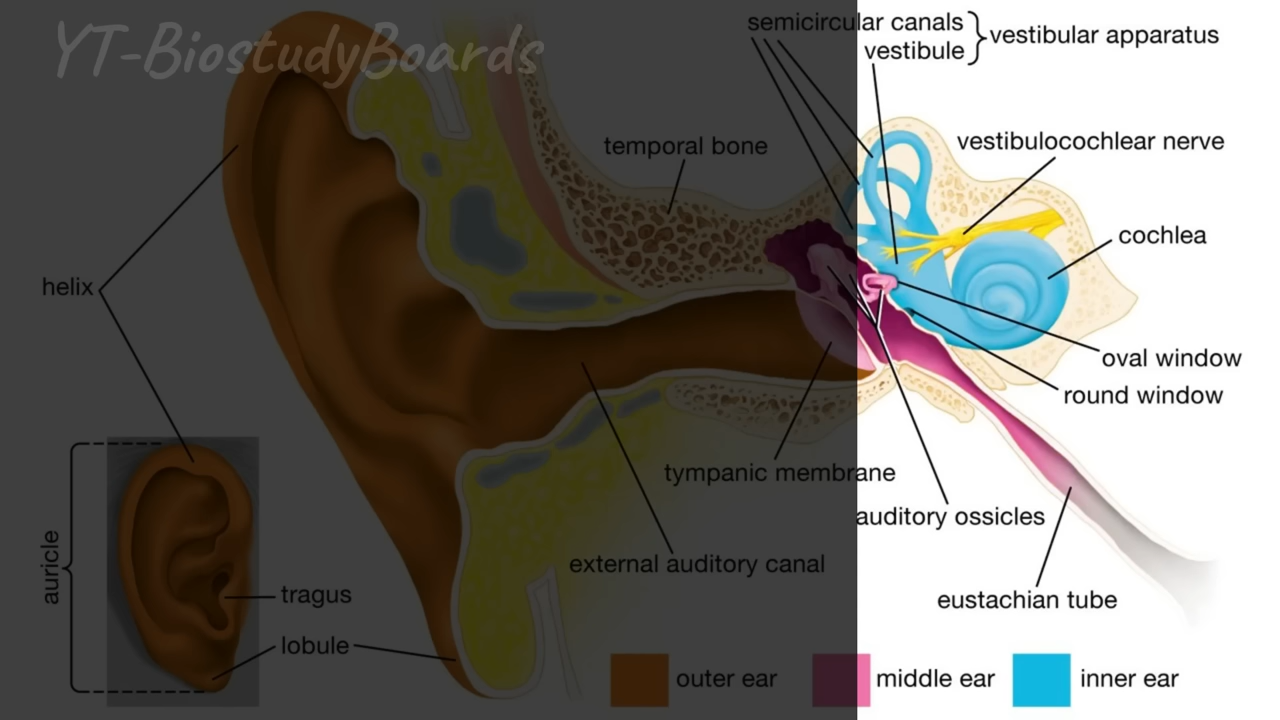 YT-BiostudyBoards
semicircular canals
vestibule
vestibular apparatus
temporal bone
vestibulocochlear nerve
cochlea
helix
oval window
round window
tympanic membrane
auditory ossicles
external auditory canal
auricle
tragus
eustachian tube
lobule
outer ear
middle ear
inner ear